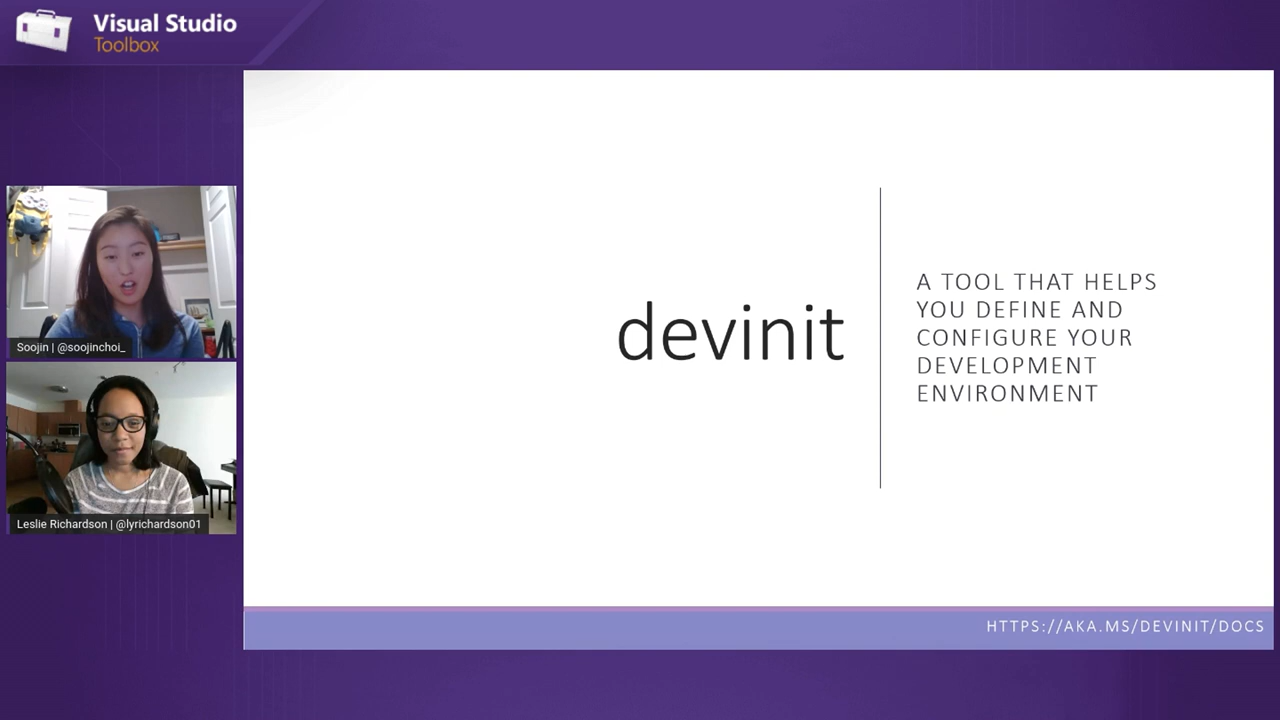 Visual Studio
Toolbox
Soojin | @soojinchoi_
Leslie Richardson | @lyrichardson01
devinit
A TOOL THAT HELPS
YOU DEFINE AND
CONFIGURE YOUR
DEVELOPMENT
ENVIRONMENT
HTTPS://AKA.MS/DEVINIT/DOCS